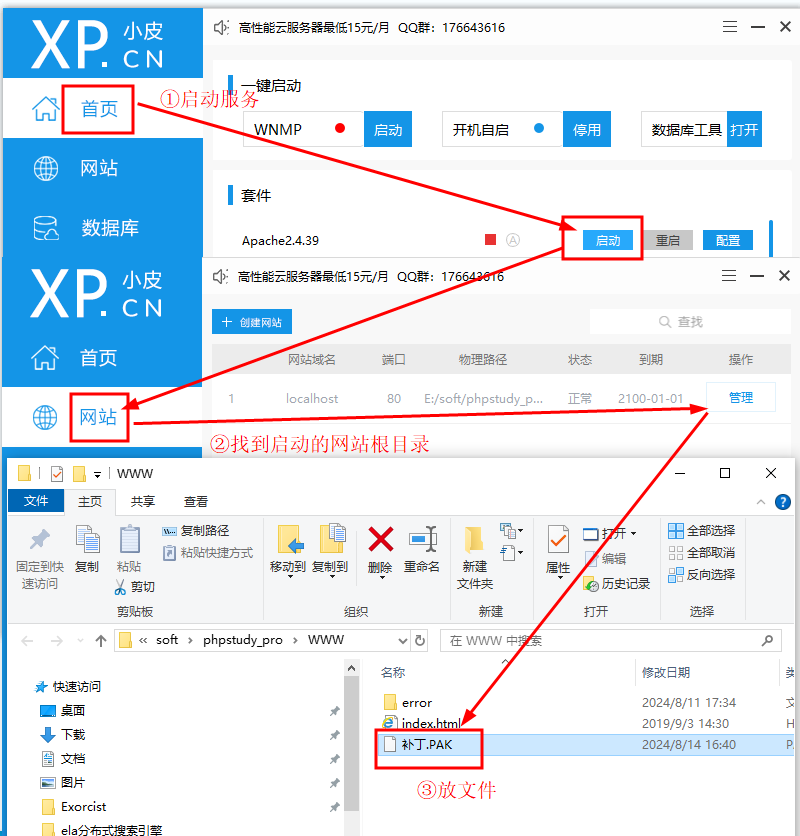 XP.CN 小皮
高性能云服务器最低15元/月 QQ群：176643616
首页
一键启动
①启动服务
WNMP 启动 开机自启 停用 数据库工具 打开
网站
套件
数据库
Apache2.4.39 A 启动 重启 配置
XP.CN 小皮
高性能云服务器最低15元/月 QQ群：176643616
+ 创建网站 查找
首页
网站域名 端口 物理路径 状态 到期 操作
1 localhost 80 E:/soft/phpstudy_p... 正常 2100-01-01 管理
网站
②找到启动的网站根目录
WWW
文件 主页 共享 查看
固定到快速访问
复制
粘贴
复制路径
粘贴快捷方式
剪切
移动到
复制到
删除
重命名
新建
文件夹
属性
打开
编辑
历史记录
全部选择
全部取消
反向选择
剪贴板 组织 新建 打开 选择
« soft › phpstudy_pro › WWW
在 WWW 中搜索
名称 修改日期 类
快速访问
桌面
下载
文档
图片
Exorcist
ela分布式搜索引擎
error 2024/8/11 17:34 文
index.html 2019/9/3 14:30 H
补丁.PAK 2024/8/14 16:40 P
③放文件